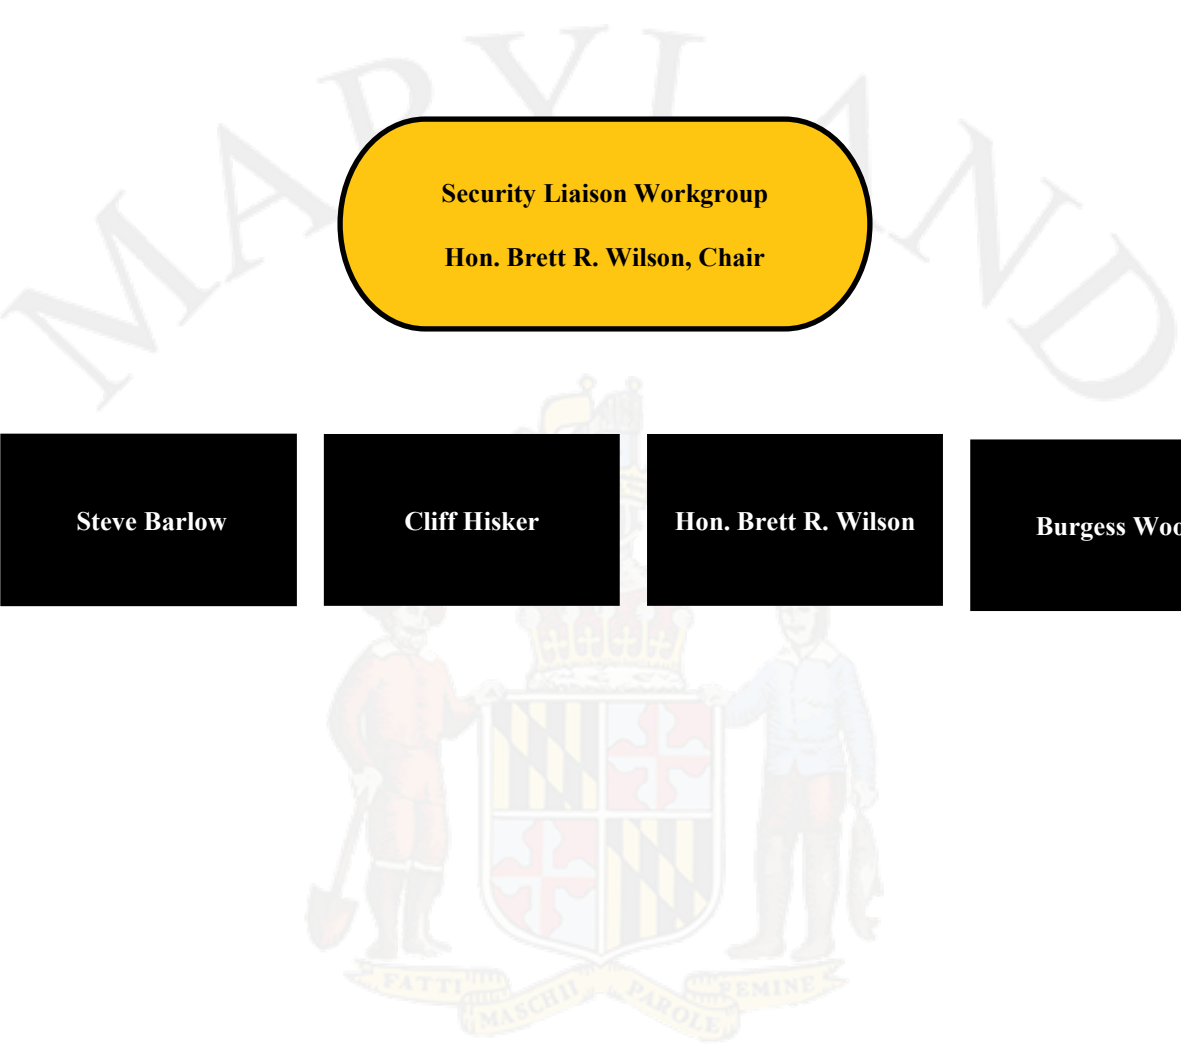 MARYLAND
Security Liaison Workgroup
Hon. Brett R. Wilson, Chair
Steve Barlow
Cliff Hisker
Hon. Brett R. Wilson
Burgess
FATTI MASCHII PAROLE FEMINE